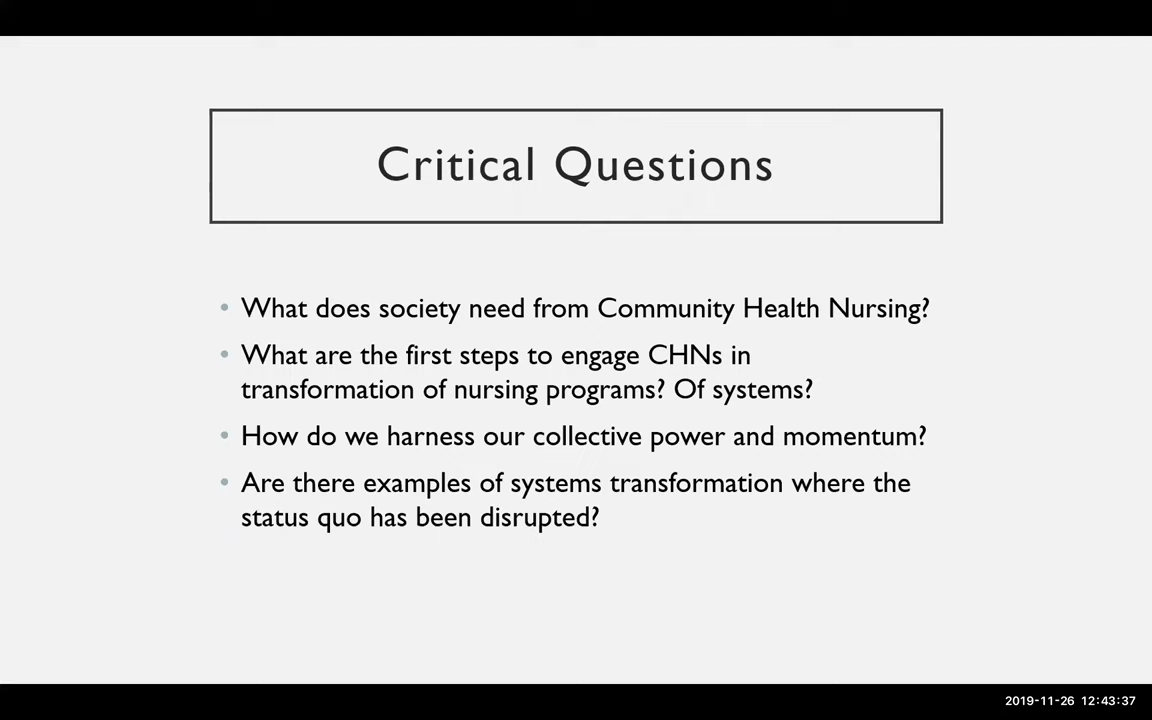 Critical Questions
• What does society need from Community Health Nursing?
• What are the first steps to engage CHNs in
transformation of nursing programs? Of systems?
• How do we harness our collective power and momentum?
• Are there examples of systems transformation where the
status quo has been disrupted?
2019-11-26 12:43:37